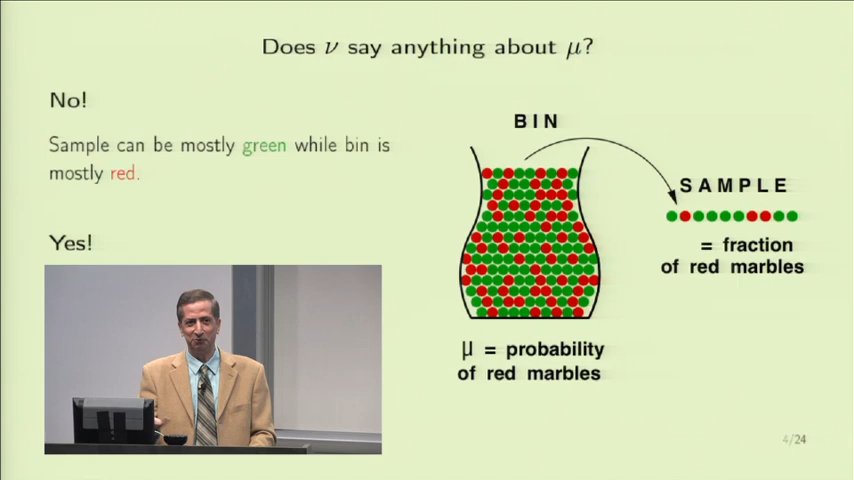 Does ν say anything about μ?
No!
Sample can be mostly green while bin is
mostly red.
Yes!
BIN
SAMPLE
= fraction
of red marbles
μ = probability
of red marbles
4/24